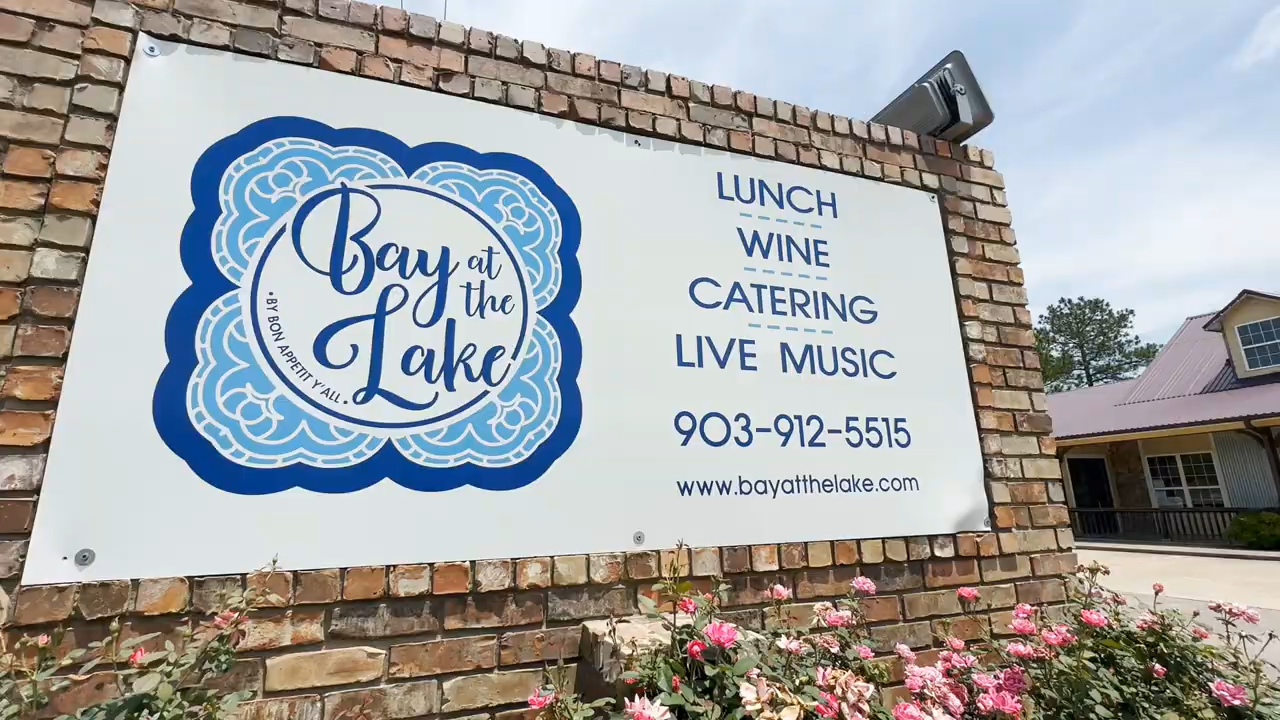 Bay at
the
Lake
• BY BON APPETIT Y'ALL •
LUNCH
WINE
CATERING
LIVE MUSIC
903-912-5515
www.bayatthelake.com